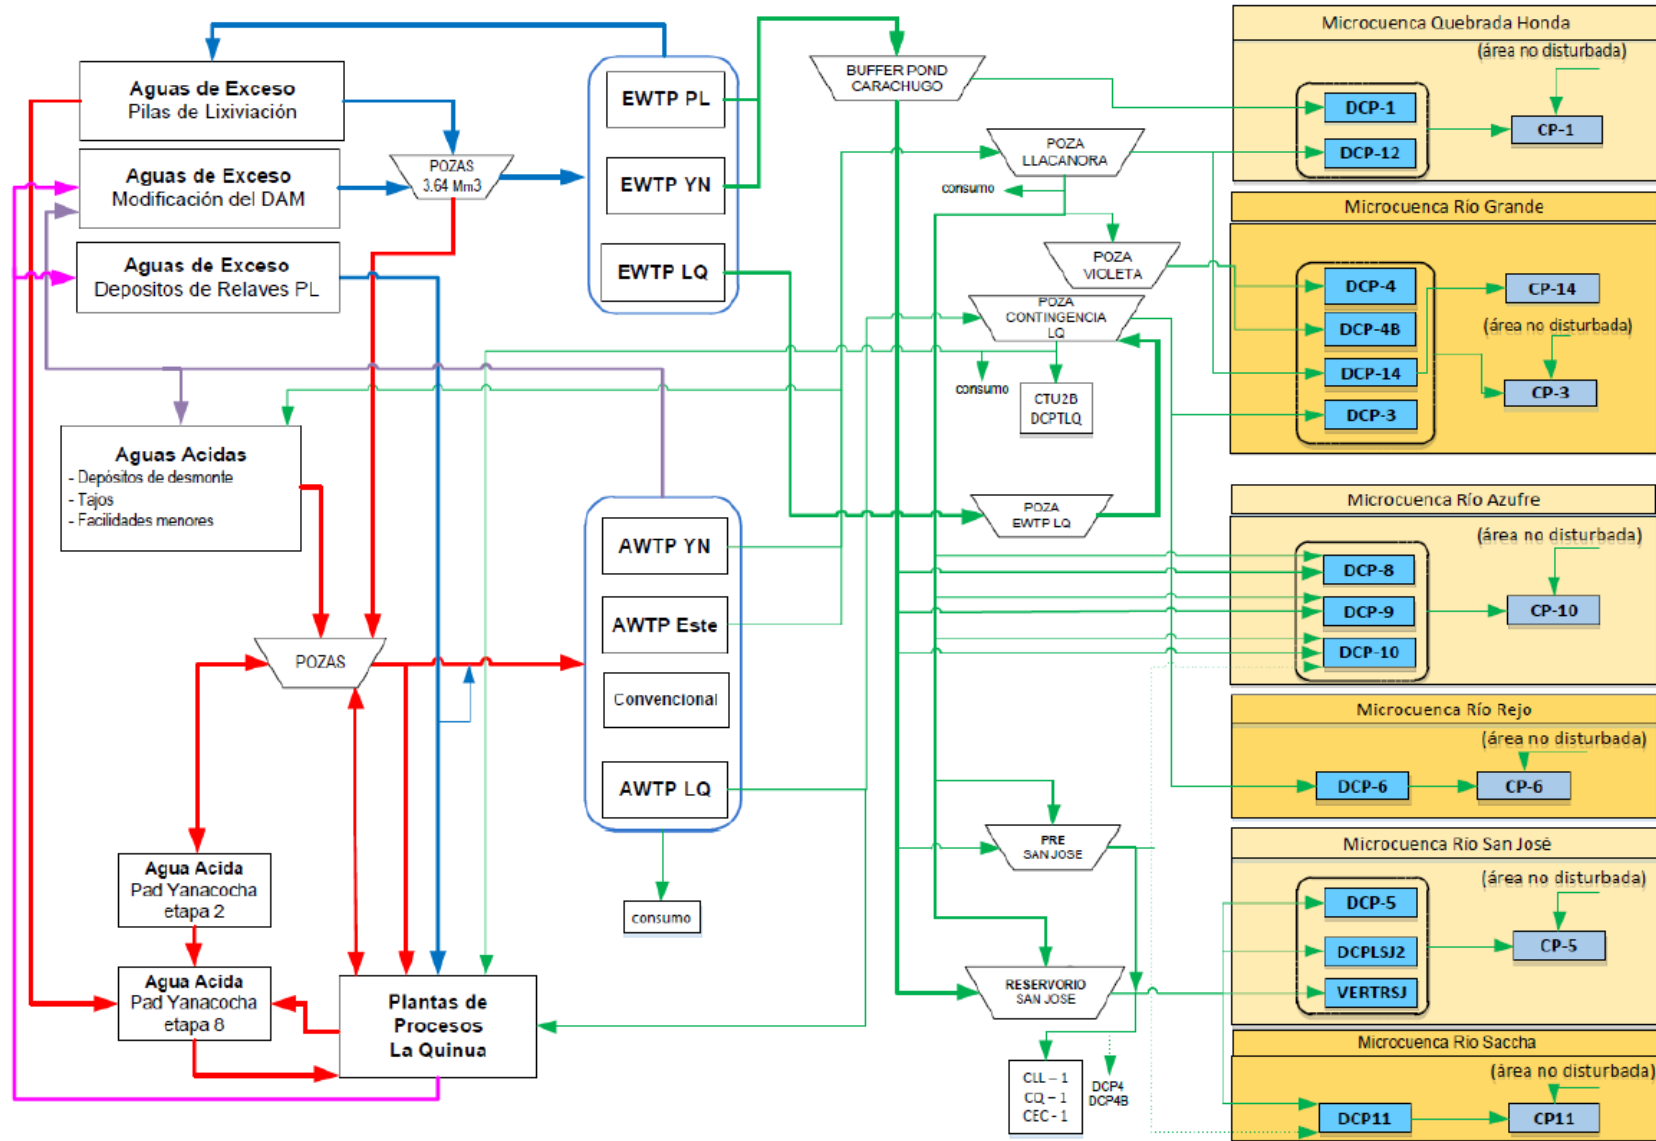 Aguas de Exceso
Pilas de Lixiviación
Aguas de Exceso
Modificación del DAM
Aguas de Exceso
Depósitos de Relaves PL
POZAS
3.64 Mm3
EWTP PL
EWTP YN
EWTP LQ
Aguas Acidas
- Depósitos de desmonte
- Tajos
- Facilidades menores
POZAS
AWTP YN
AWTP Este
Convencional
AWTP LQ
consumo
Agua Acida
Pad Yanacocha
etapa 2
Agua Acida
Pad Yanacocha
etapa 8
Plantas de
Procesos
La Quinua
BUFFER POND
CARACHUGO
POZA
LLACANORA
consumo
POZA
VIOLETA
POZA
CONTINGENCIA
LQ
consumo
CTU2B
DCPTLQ
POZA
EWTP LQ
PRE
SAN JOSE
RESERVORIO
SAN JOSE
CLL – 1
CQ – 1
CEC - 1
DCP4
DCP4B
Microcuenca Quebrada Honda
(área no disturbada)
DCP-1
DCP-12
CP-1
Microcuenca Río Grande
DCP-4
DCP-4B
DCP-14
DCP-3
CP-14
(área no disturbada)
CP-3
Microcuenca Río Azufre
(área no disturbada)
DCP-8
DCP-9
DCP-10
CP-10
Microcuenca Río Rejo
(área no disturbada)
DCP-6
CP-6
Microcuenca Río San José
(área no disturbada)
DCP-5
DCPLSJ2
VERTRSJ
CP-5
Microcuenca Río Saccha
(área no disturbada)
DCP11
CP11